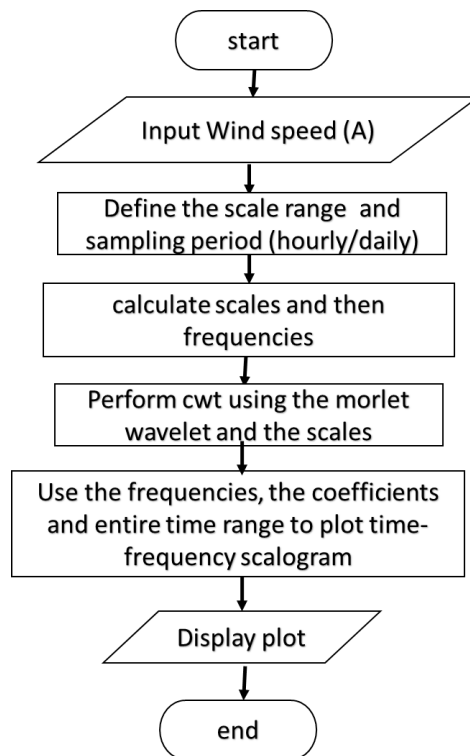 start
Input Wind speed (A)
Define the scale range and
sampling period (hourly/daily)
calculate scales and then
frequencies
Perform cwt using the morlet
wavelet and the scales
Use the frequencies, the coefficients
and entire time range to plot time-
frequency scalogram
Display plot
end